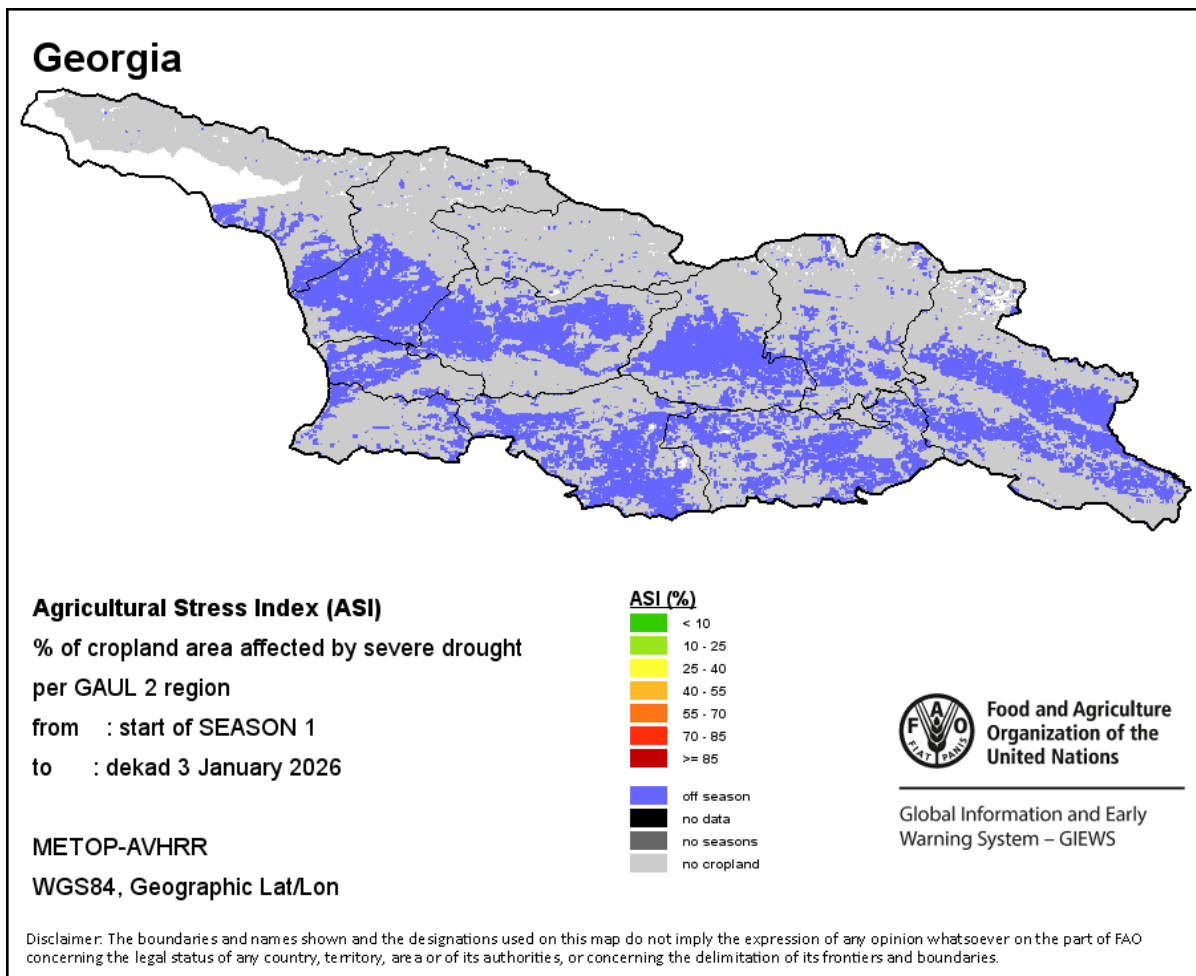 Georgia
Agricultural Stress Index (ASI)
% of cropland area affected by severe drought
per GAUL 2 region
from : start of SEASON 1
to : dekad 3 January 2026
METOP-AVHRR
WGS84, Geographic Lat/Lon
ASI (%)
< 10
10 - 25
25 - 40
40 - 55
55 - 70
70 - 85
>= 85
off season
no data
no seasons
no cropland
F A O
FIAT PANIS
Food and Agriculture
Organization of the
United Nations
Global Information and Early
Warning System – GIEWS
Disclaimer: The boundaries and names shown and the designations used on this map do not imply the expression of any opinion whatsoever on the part of FAO
concerning the legal status of any country, territory, area or of its authorities, or concerning the delimitation of its frontiers and boundaries.